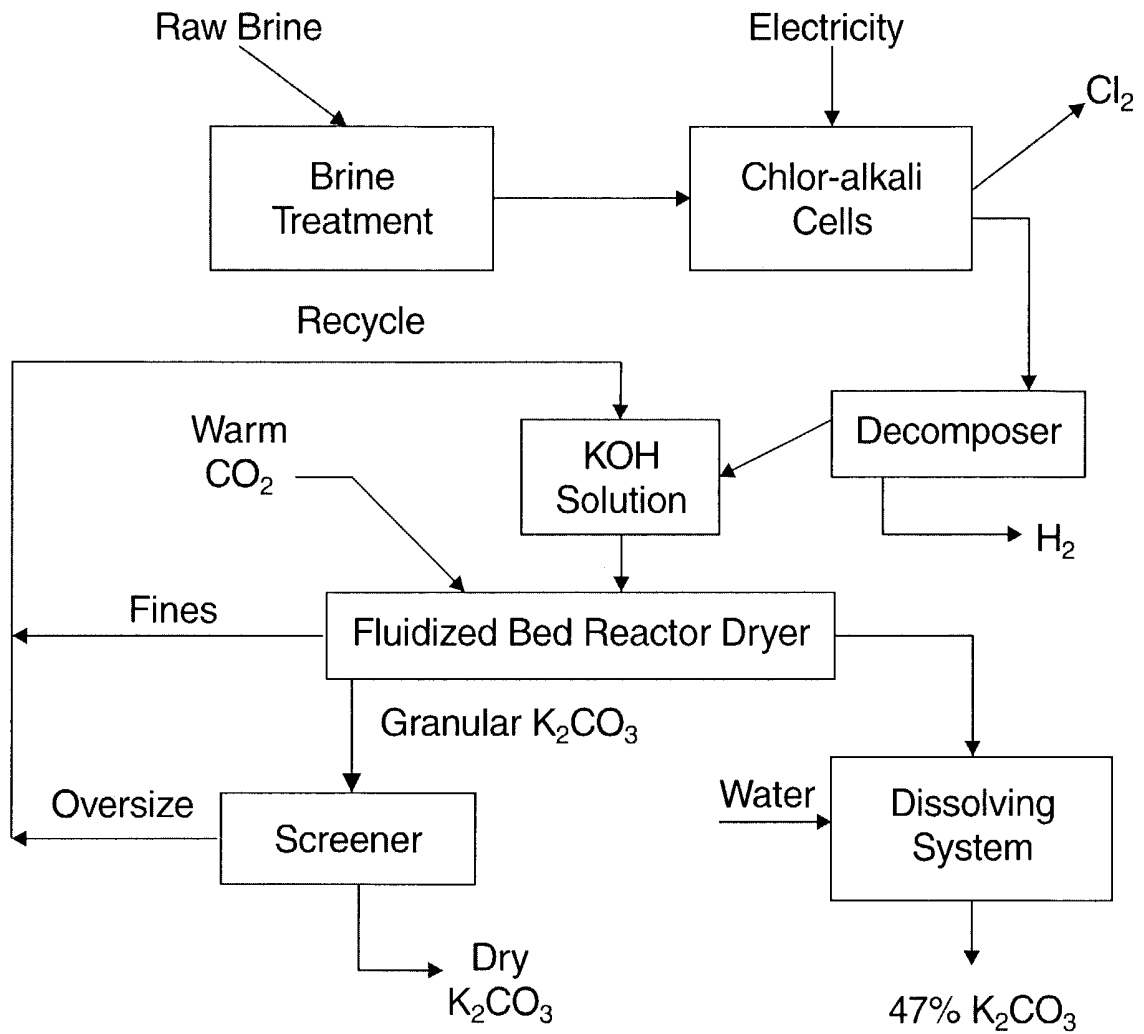 Raw Brine
Electricity
Cl₂
Brine
Treatment
Chlor-alkali
Cells
Recycle
Warm
CO₂
KOH
Solution
Decomposer
H₂
Fines
Fluidized Bed Reactor Dryer
Granular K₂CO₃
Oversize
Screener
Water
Dissolving
System
Dry
K₂CO₃
47% K₂CO₃